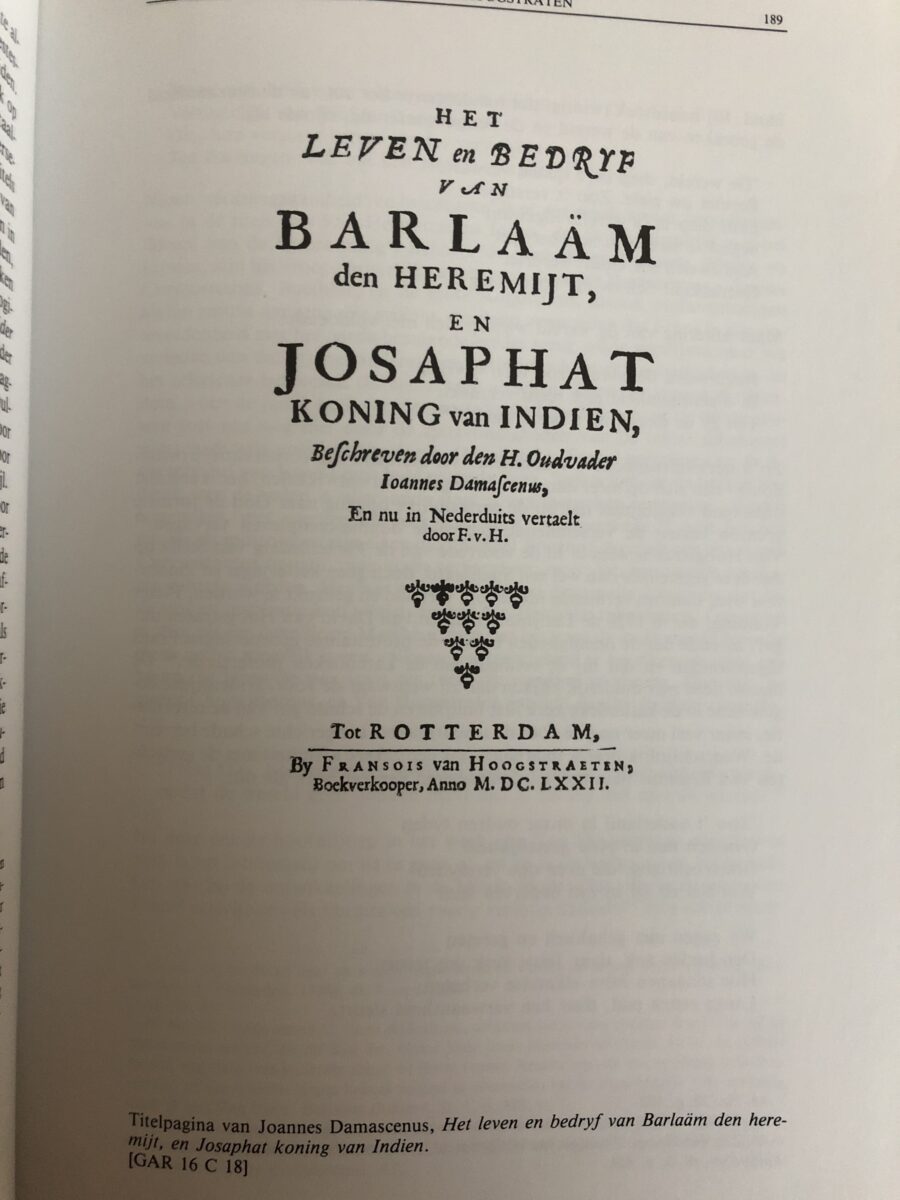 189
HET
LEVEN en BEDRYF
VAN
BARLAÄM
den HEREMIJT,
EN
JOSAPHAT
KONING van INDIEN,
Beſchreven door den H. Oudvader
Ioannes Damaſcenus,
En nu in Nederduits vertaelt
door F. v. H.
Tot ROTTERDAM,
By FRANSOIS van HOOGSTRAETEN,
Boekverkooper, Anno M. DC. LXXII.
Titelpagina van Joannes Damascenus, Het leven en bedryf van Barlaäm den here-
mijt, en Josaphat koning van Indien.
[GAR 16 C 18]